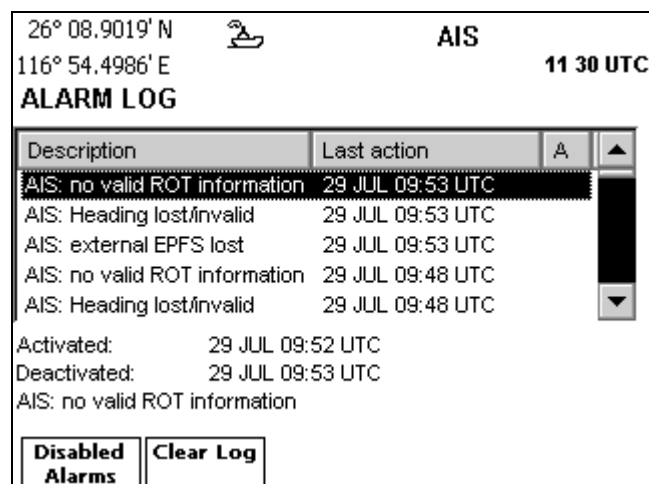 26° 08.9019' N AIS
116° 54.4986' E 11 30 UTC
ALARM LOG
Description Last action A
AIS: no valid ROT information 29 JUL 09:53 UTC
AIS: Heading lost/invalid 29 JUL 09:53 UTC
AIS: external EPFS lost 29 JUL 09:53 UTC
AIS: no valid ROT information 29 JUL 09:48 UTC
AIS: Heading lost/invalid 29 JUL 09:48 UTC
Activated: 29 JUL 09:52 UTC
Deactivated: 29 JUL 09:53 UTC
AIS: no valid ROT information
Disabled Clear Log
Alarms